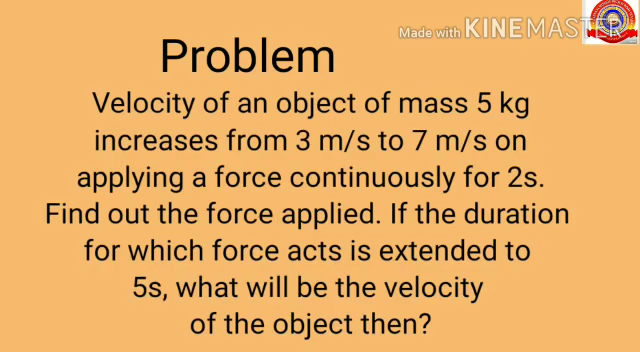 Made with KINEMASTER
Problem
Velocity of an object of mass 5 kg
increases from 3 m/s to 7 m/s on
applying a force continuously for 2s.
Find out the force applied. If the duration
for which force acts is extended to
5s, what will be the velocity
of the object then?